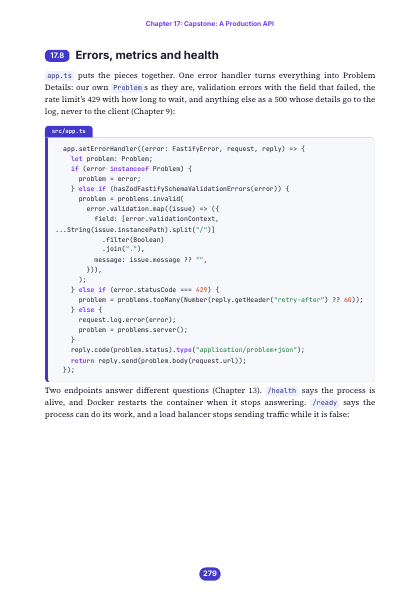 Chapter 17: Capstone: A Production API
17.8 Errors, metrics and health
app.ts puts the pieces together. One error handler turns everything into Problem
Details: our own Problems as they are, validation errors with the field that failed, the
rate limit's 429 with how long to wait, and anything else as a 500 whose details go to the
log, never to the client (Chapter 9):
src/app.ts
app.setErrorHandler((error: FastifyError, request, reply) => {
let problem: Problem;
if (error instanceof Problem) {
problem = error;
} else if (hasZodFastifySchemaValidationErrors(error)) {
problem = problems.invalid(
error.validation.map((issue) => ({
field: [error.validationContext,
...String(issue.instancePath).split("/")]
.filter(Boolean)
.join("."),
message: issue.message ?? "",
})),
);
} else if (error.statusCode === 429) {
problem = problems.tooMany(Number(reply.getHeader("retry-after") ?? 60));
} else {
request.log.error(error);
problem = problems.server();
}
reply.code(problem.status).type("application/problem+json");
return reply.send(problem.body(request.url));
});
Two endpoints answer different questions (Chapter 13). /health says the process is
alive, and Docker restarts the container when it stops answering. /ready says the
process can do its work, and a load balancer stops sending traffic while it is false:
279